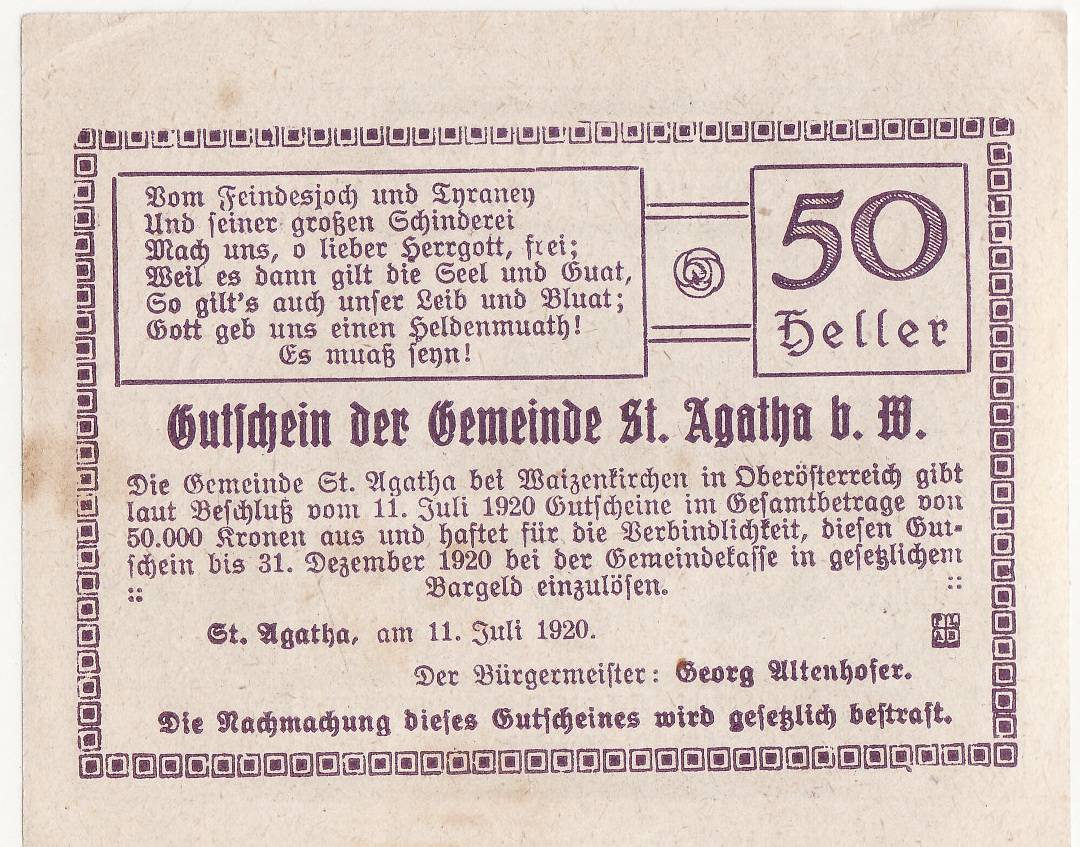 Vom Feindesjoch und Tyraney
Und seiner großen Schinderei
Mach uns, o lieber Herrgott, frei;
Weil es dann gilt die Seel und Guat,
So gilt's auch unser Leib und Bluat;
Gott geb uns einen Heldenmuath!
Es muaß seyn!
50
Heller
Gutschein der Gemeinde St. Agatha b. W.
Die Gemeinde St. Agatha bei Waizenkirchen in Oberösterreich gibt
laut Beschluß vom 11. Juli 1920 Gutscheine im Gesamtbetrage von
50.000 Kronen aus und haftet für die Verbindlichkeit, diesen Gut-
schein bis 31. Dezember 1920 bei der Gemeindekasse in gesetzlichem
:: Bargeld einzulösen. ::
St. Agatha, am 11. Juli 1920.
Der Bürgermeister: Georg Altenhofer.
Die Nachmachung dieses Gutscheines wird gesetzlich bestraft.